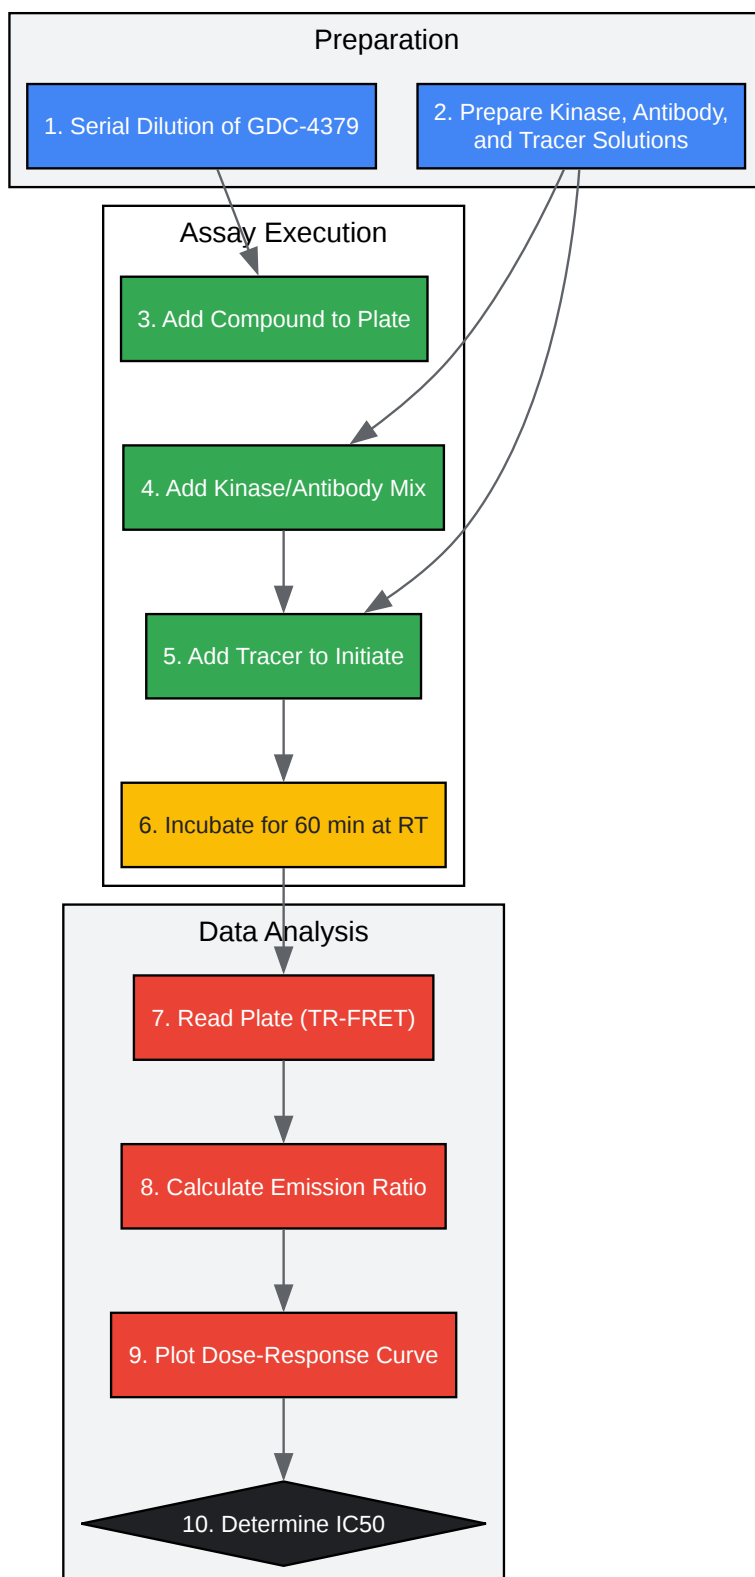 Preparation
1. Serial Dilution of GDC-4379
2. Prepare Kinase, Antibody,
and Tracer Solutions
Assay Execution
3. Add Compound to Plate
4. Add Kinase/Antibody Mix
5. Add Tracer to Initiate
6. Incubate for 60 min at RT
Data Analysis
7. Read Plate (TR-FRET)
8. Calculate Emission Ratio
9. Plot Dose-Response Curve
10. Determine IC50